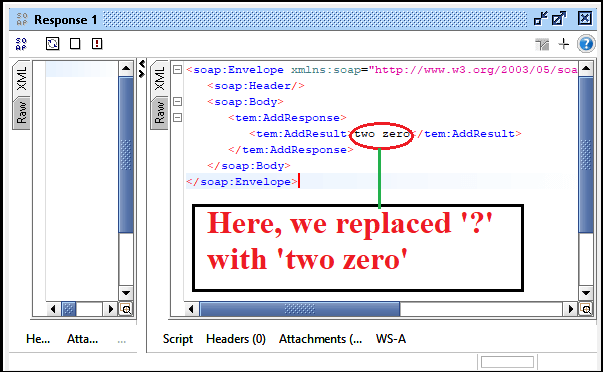 SO
AP
Response 1
SO
AP
XML
Raw
XML
Raw
<soap:Envelope xmlns:soap="http://www.w3.org/2003/05/soa
<soap:Header/>
<soap:Body>
<tem:AddResponse>
<tem:AddResult>two zero</tem:AddResult>
</tem:AddResponse>
</soap:Body>
</soap:Envelope>
Here, we replaced '?'
with 'two zero'
He... Atta... ...
Script Headers (0) Attachments (... WS-A